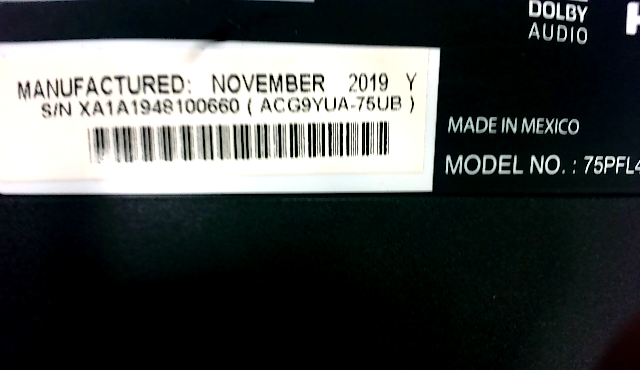 DOLBY
AUDIO
MANUFACTURED: NOVEMBER 2019 Y
S/N XA1A1948100660 ( ACG9YUA-75UB )
MADE IN MEXICO
MODEL NO. : 75PFL4